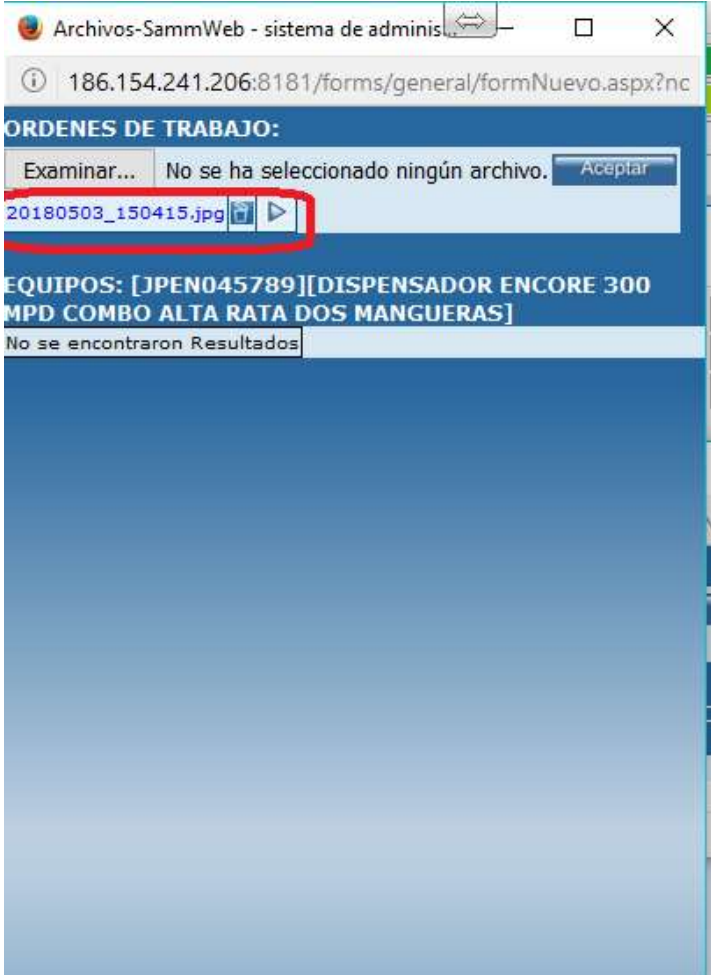 Archivos-SammWeb - sistema de adminis...
186.154.241.206:8181/forms/general/formNuevo.aspx?nc
ORDENES DE TRABAJO:
Examinar... No se ha seleccionado ningún archivo. Aceptar
20180503_150415.jpg
EQUIPOS: [JPEN045789][DISPENSADOR ENCORE 300
MPD COMBO ALTA RATA DOS MANGUERAS]
No se encontraron Resultados